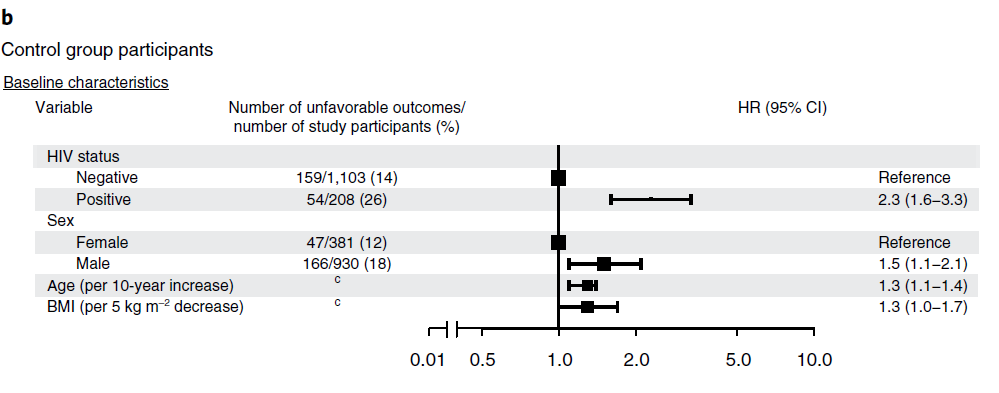 b
Control group participants
Baseline characteristics
Variable Number of unfavorable outcomes/ HR (95% CI)
number of study participants (%)
HIV status
Negative 159/1,103 (14) Reference
Positive 54/208 (26) 2.3 (1.6–3.3)
Sex
Female 47/381 (12) Reference
Male 166/930 (18) 1.5 (1.1–2.1)
Age (per 10-year increase) c 1.3 (1.1–1.4)
BMI (per 5 kg m⁻² decrease) c 1.3 (1.0–1.7)
0.01 0.5 1.0 2.0 5.0 10.0